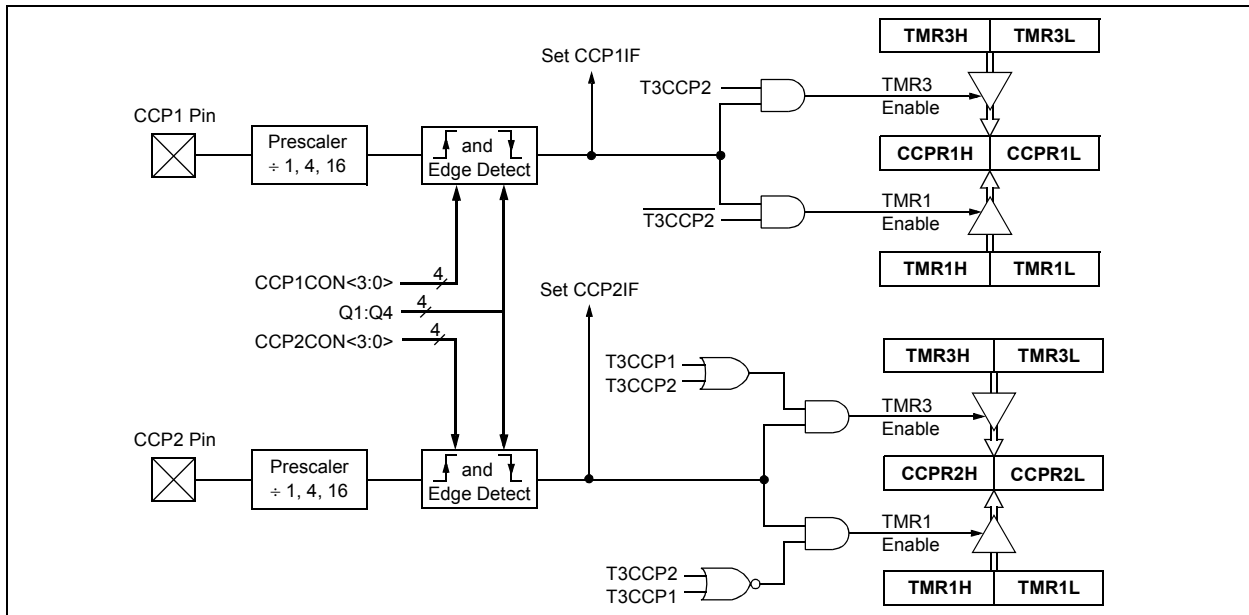 TMR3H TMR3L
Set CCP1IF
T3CCP2
TMR3
Enable
CCP1 Pin
Prescaler
÷ 1, 4, 16
and
Edge Detect
CCPR1H CCPR1L
T3CCP2
TMR1
Enable
TMR1H TMR1L
CCP1CON<3:0> 4
Q1:Q4 4
CCP2CON<3:0> 4
Set CCP2IF
TMR3H TMR3L
T3CCP1
T3CCP2
TMR3
Enable
CCP2 Pin
Prescaler
÷ 1, 4, 16
and
Edge Detect
CCPR2H CCPR2L
TMR1
Enable
T3CCP2
T3CCP1
TMR1H TMR1L